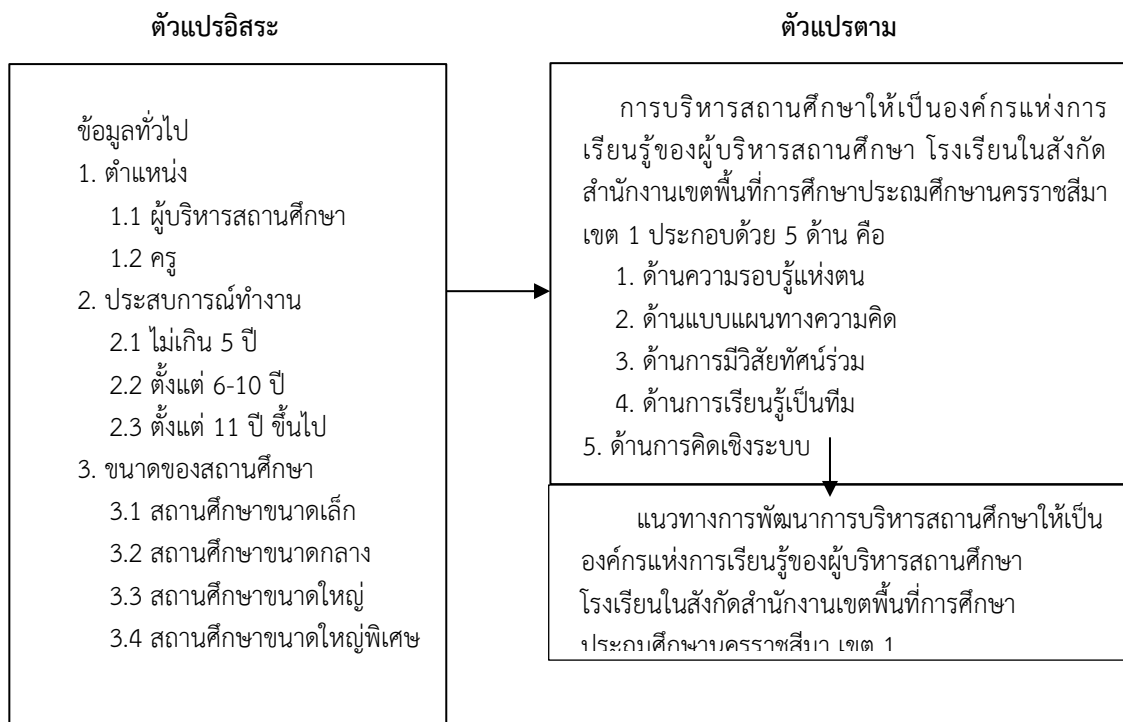 ตัวแปรอิสระ
ข้อมูลทั่วไป
1. ตำแหน่ง
1.1 ผู้บริหารสถานศึกษา
1.2 ครู
2. ประสบการณ์ทำงาน
2.1 ไม่เกิน 5 ปี
2.2 ตั้งแต่ 6-10 ปี
2.3 ตั้งแต่ 11 ปี ขึ้นไป
3. ขนาดของสถานศึกษา
3.1 สถานศึกษาขนาดเล็ก
3.2 สถานศึกษาขนาดกลาง
3.3 สถานศึกษาขนาดใหญ่
3.4 สถานศึกษาขนาดใหญ่พิเศษ
ตัวแปรตาม
การบริหารสถานศึกษาให้เป็นองค์กรแห่งการ
เรียนรู้ของผู้บริหารสถานศึกษา โรงเรียนในสังกัด
สำนักงานเขตพื้นที่การศึกษาประถมศึกษานครราชสีมา
เขต 1 ประกอบด้วย 5 ด้าน คือ
1. ด้านความรอบรู้แห่งตน
2. ด้านแบบแผนทางความคิด
3. ด้านการมีวิสัยทัศน์ร่วม
4. ด้านการเรียนรู้เป็นทีม
5. ด้านการคิดเชิงระบบ
แนวทางการพัฒนาการบริหารสถานศึกษาให้เป็น
องค์กรแห่งการเรียนรู้ของผู้บริหารสถานศึกษา
โรงเรียนในสังกัดสำนักงานเขตพื้นที่การศึกษา
ประถมศึกษานครราชสีมา เขต 1